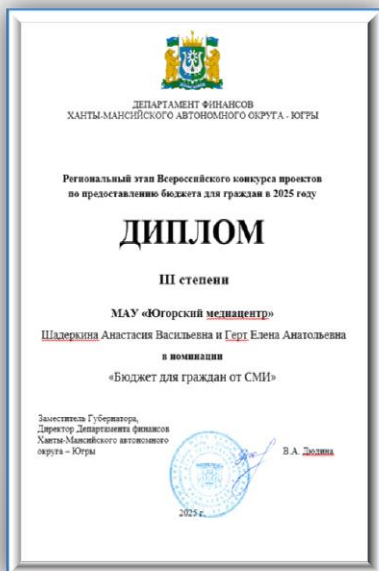 ДЕПАРТАМЕНТ ФИНАНСОВ
ХАНТЫ-МАНСИЙСКОГО АВТОНОМНОГО ОКРУГА - ЮГРЫ
Региональный этап Всероссийского конкурса проектов
по предоставлению бюджета для граждан в 2025 году
ДИПЛОМ
III степени
МАУ «Югорский медиацентр»
Шадеркина Анастасия Васильевна и Герт Елена Анатольевна
в номинации
«Бюджет для граждан от СМИ»
Заместитель Губернатора,
Директор Департамента финансов
Ханты-Мансийского автономного
округа – Югры
В.А. Дюдина
2025 г.